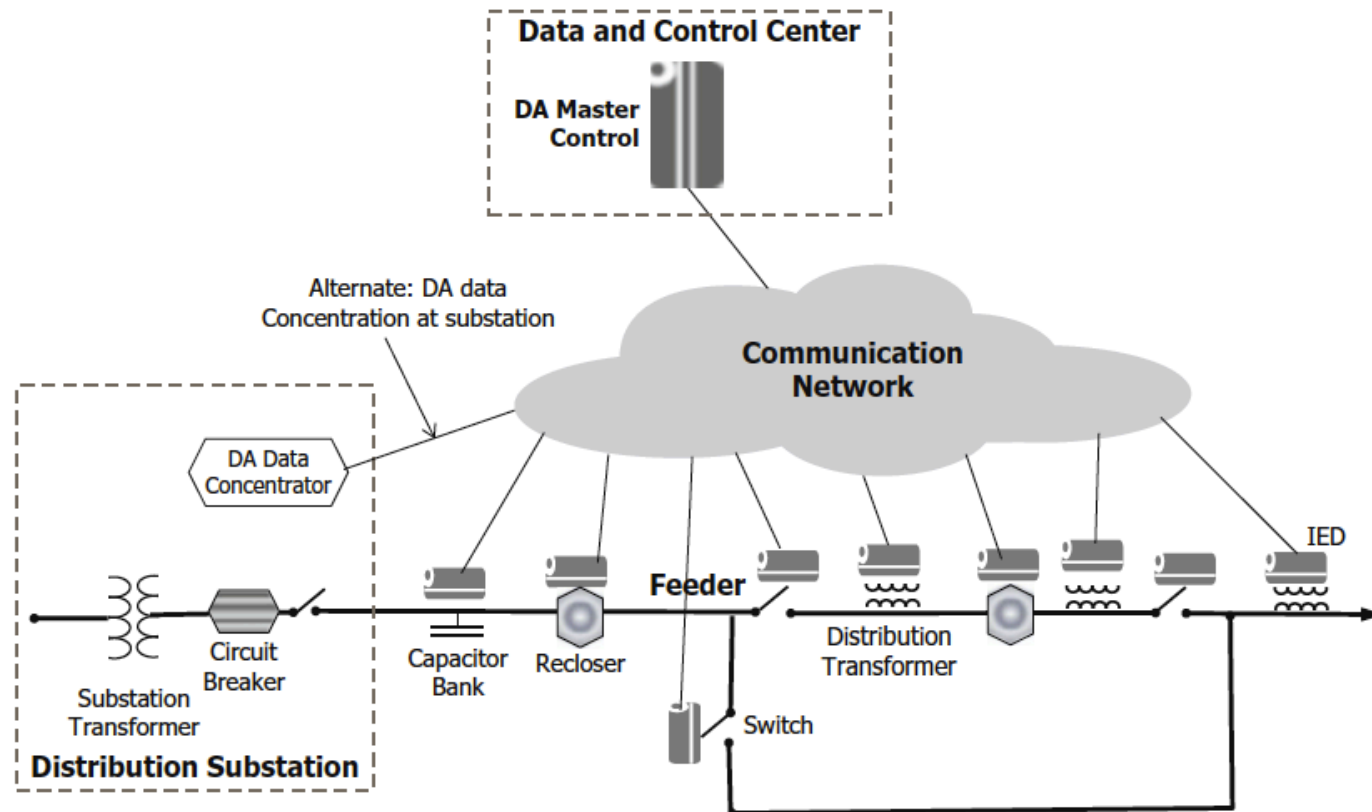 Data and Control Center
DA Master
Control
Alternate: DA data
Concentration at substation
Communication
Network
DA Data
Concentrator
IED
Feeder
Circuit
Breaker
Capacitor
Bank
Recloser
Distribution
Transformer
Substation
Transformer
Switch
Distribution Substation